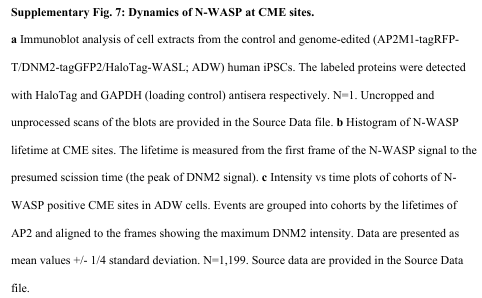 Supplementary Fig. 7: Dynamics of N-WASP at CME sites.
a Immunoblot analysis of cell extracts from the control and genome-edited (AP2M1-tagRFP-
T/DNM2-tagGFP2/HaloTag-WASL; ADW) human iPSCs. The labeled proteins were detected
with HaloTag and GAPDH (loading control) antisera respectively. N=1. Uncropped and
unprocessed scans of the blots are provided in the Source Data file. b Histogram of N-WASP
lifetime at CME sites. The lifetime is measured from the first frame of the N-WASP signal to the
presumed scission time (the peak of DNM2 signal). c Intensity vs time plots of cohorts of N-
WASP positive CME sites in ADW cells. Events are grouped into cohorts by the lifetimes of
AP2 and aligned to the frames showing the maximum DNM2 intensity. Data are presented as
mean values +/- 1/4 standard deviation. N=1,199. Source data are provided in the Source Data
file.